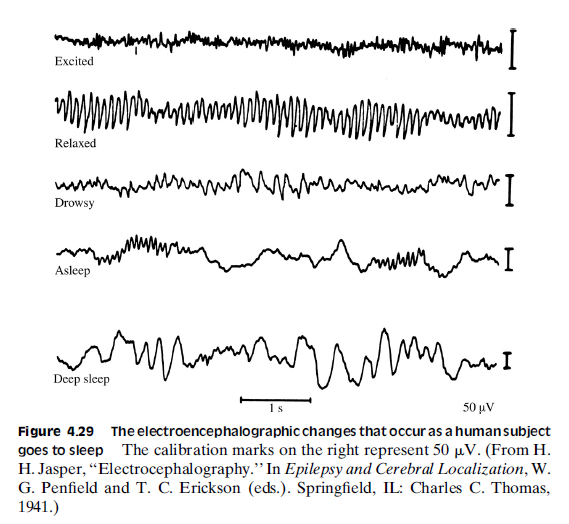 Excited
Relaxed
Drowsy
Asleep
Deep sleep
1 s 50 μV
Figure 4.29 The electroencephalographic changes that occur as a human subject
goes to sleep The calibration marks on the right represent 50 μV. (From H.
H. Jasper, “Electrocephalography.” In Epilepsy and Cerebral Localization, W.
G. Penfield and T. C. Erickson (eds.). Springfield, IL: Charles C. Thomas,
1941.)